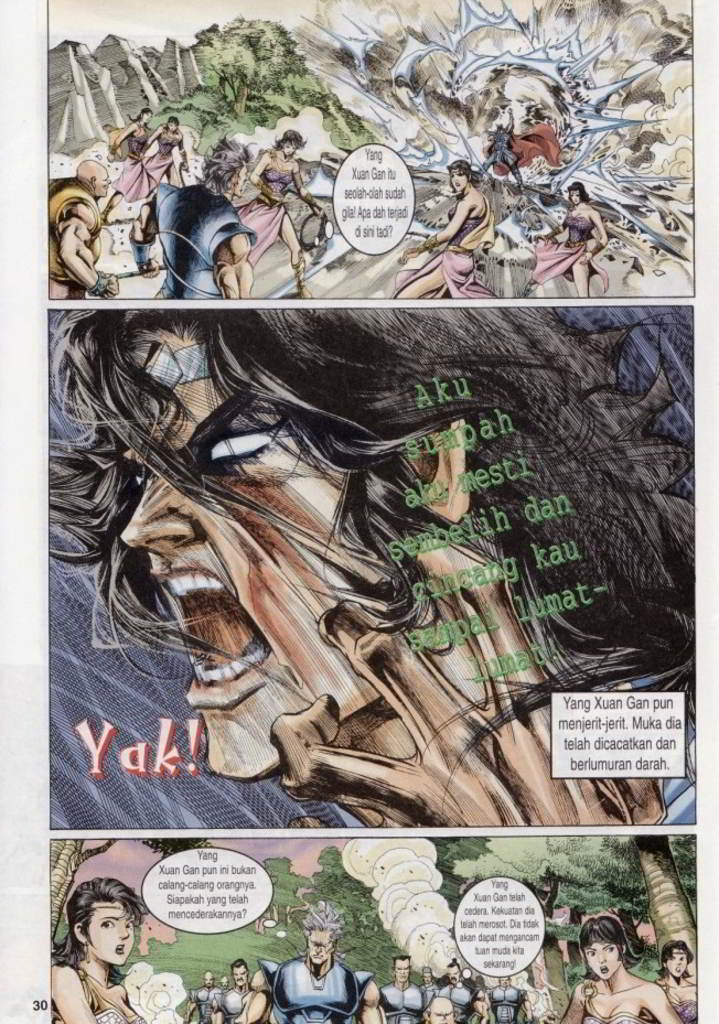 Yang
Xuan Gan itu
seolah-olah sudah
gila! Apa dah terjadi
di sini tadi?
Aku
sumpah
aku mesti
sembelih dan
cincang kau
sampai lumat-
lumat!
Yak!
Yang Xuan Gan pun
menjerit-jerit. Muka dia
telah dicacatkan dan
berlumuran darah.
Yang
Xuan Gan pun ini bukan
calang-calang orangnya.
Siapakah yang telah
mencederakannya?
Yang
Xuan Gan telah
cedera. Kekuatan dia
telah merosot. Dia tidak
akan dapat mengancam
tuan muda kita
sekarang!
30